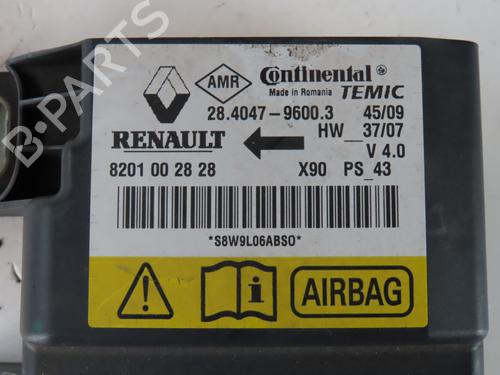 B-PARTS
AMR
Continental
Made in Romania TEMIC
28.4047-9600.3 45/09
RENAULT HW__37/07
V 4.0
8201 00 28 28 X90 PS_43
*S8W9L06ABSO*
AIRBAG